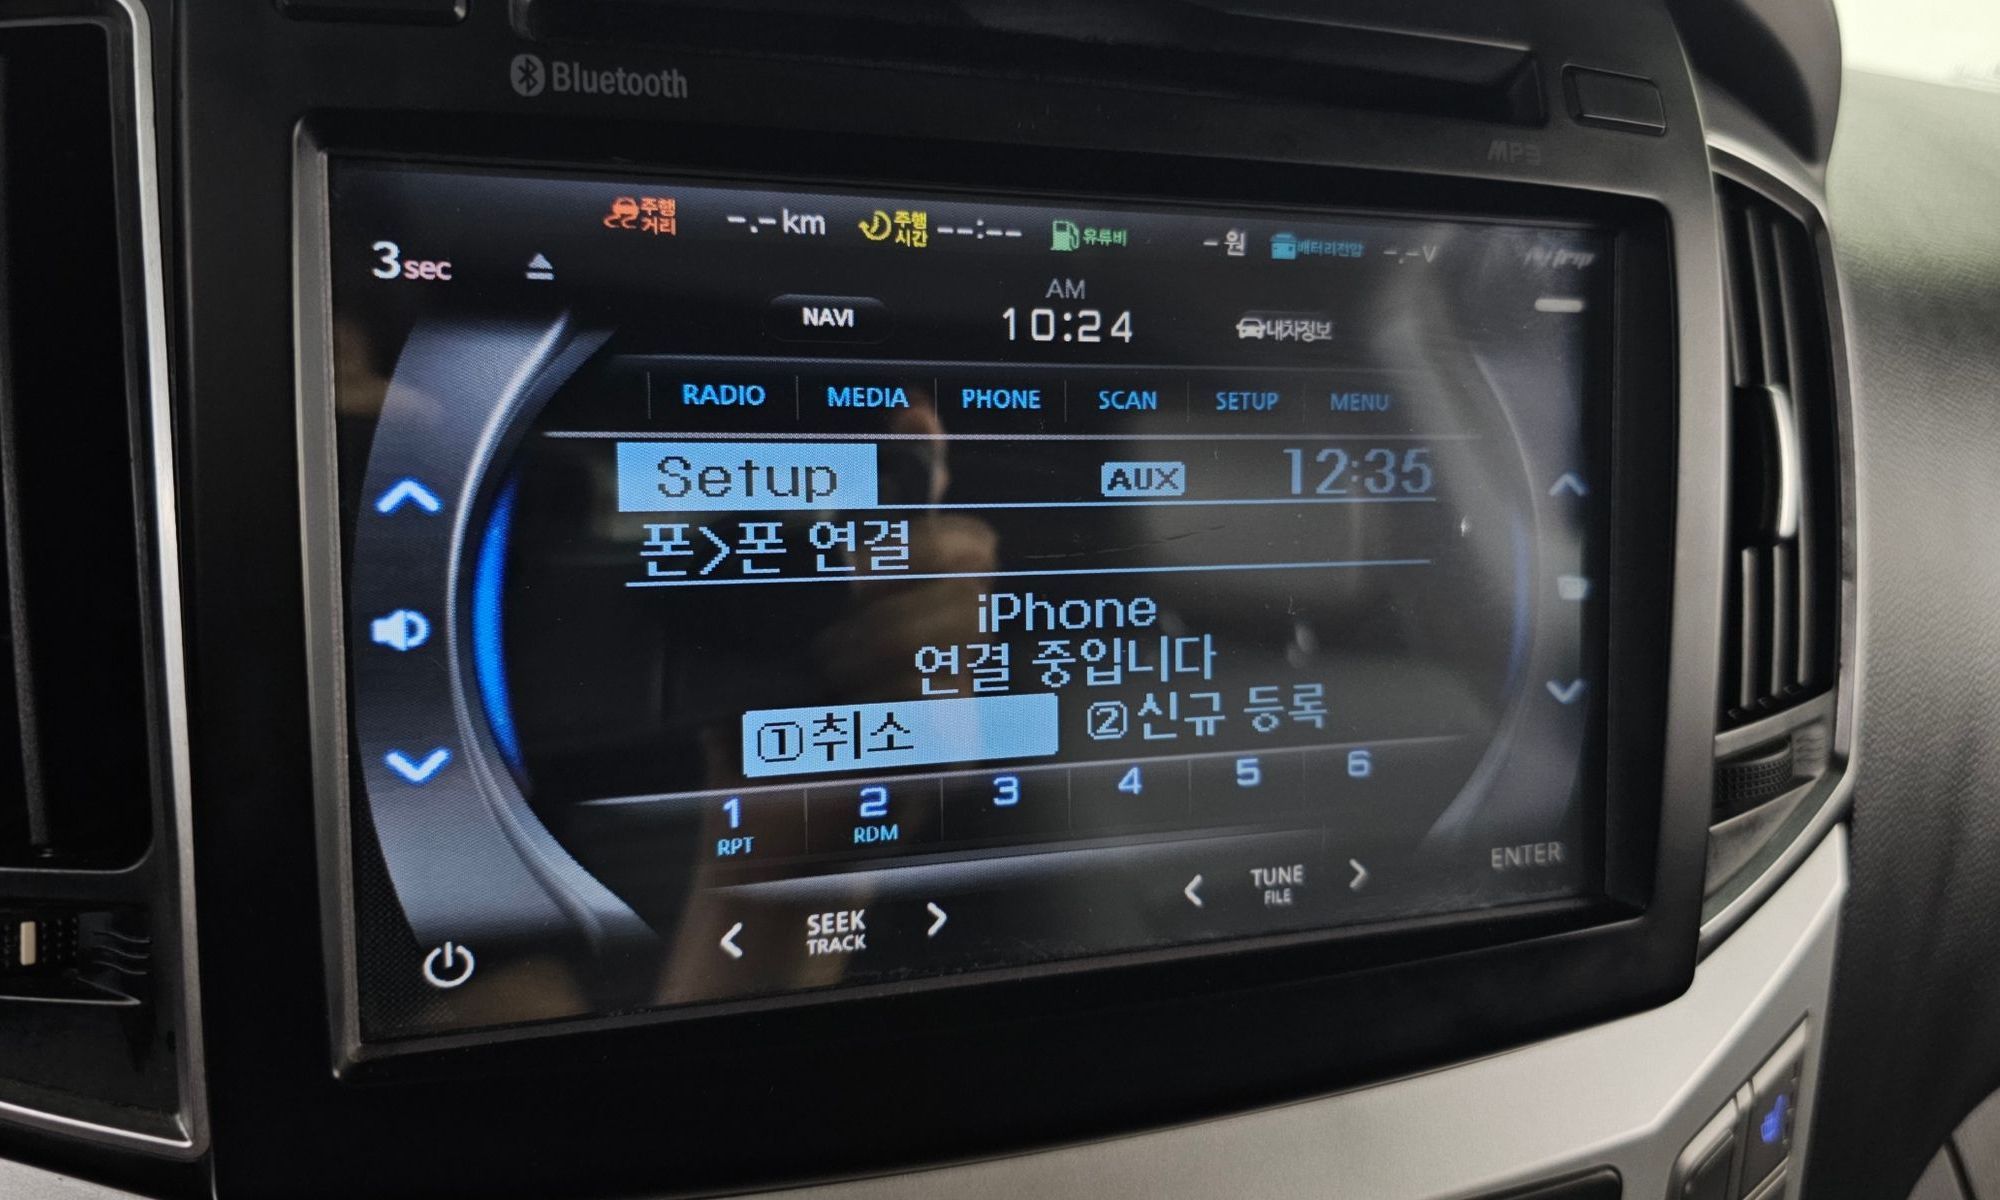 Bluetooth
MP3
주행
거리
-.-km
주행
시간
--:--
유류비
-원
배터리전압
-.-V
3sec
NAVI
AM
10:24
내차정보
RADIO
MEDIA
PHONE
SCAN
SETUP
MENU
Setup
AUX
12:35
폰>폰 연결
iPhone
연결 중입니다
①취소
②신규 등록
1
RPT
2
RDM
3
4
5
6
SEEK
TRACK
TUNE
FILE
ENTER